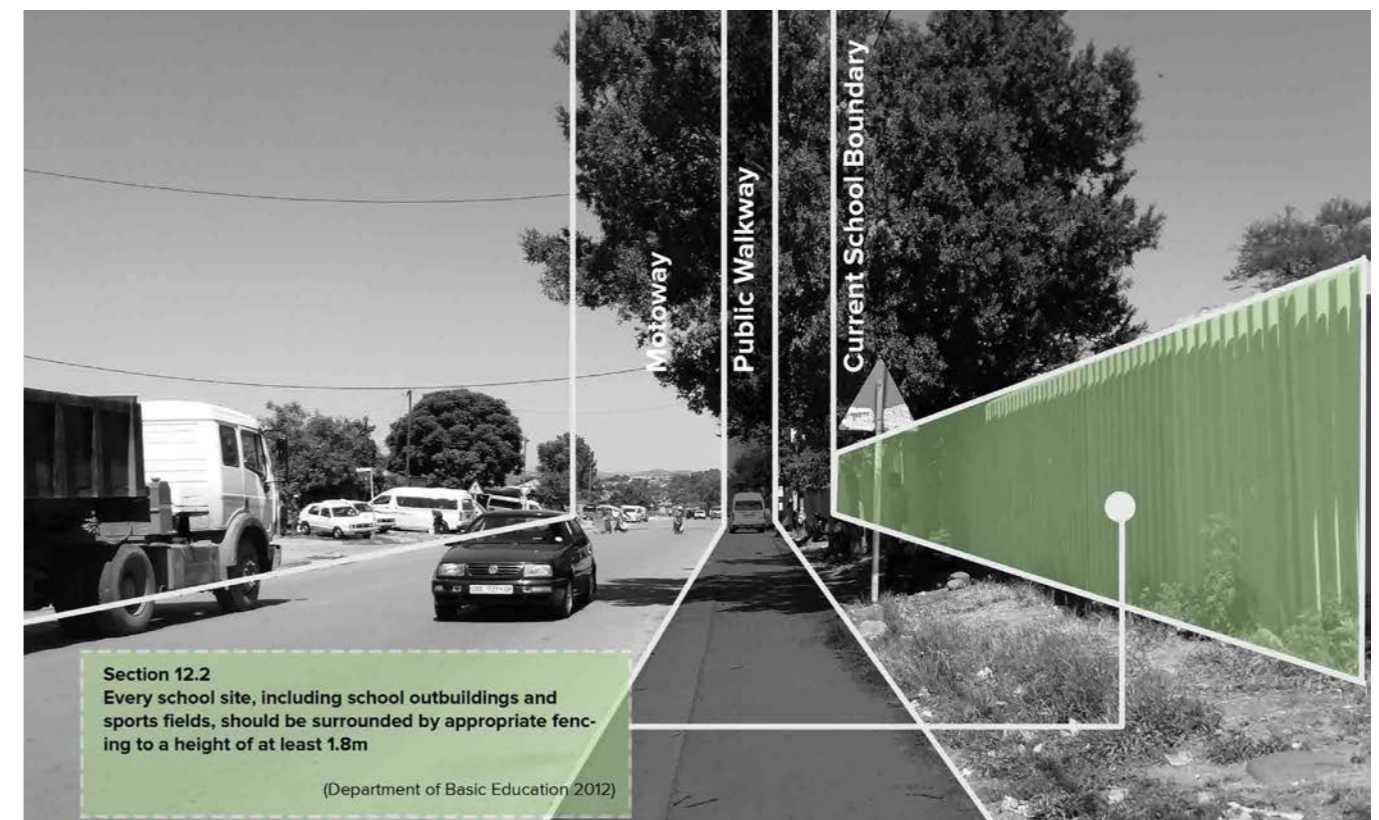 Motoway
Public Walkway
Current School Boundary
Section 12.2
Every school site, including school outbuildings and
sports fields, should be surrounded by appropriate fenc-
ing to a height of at least 1.8m
(Department of Basic Education 2012)